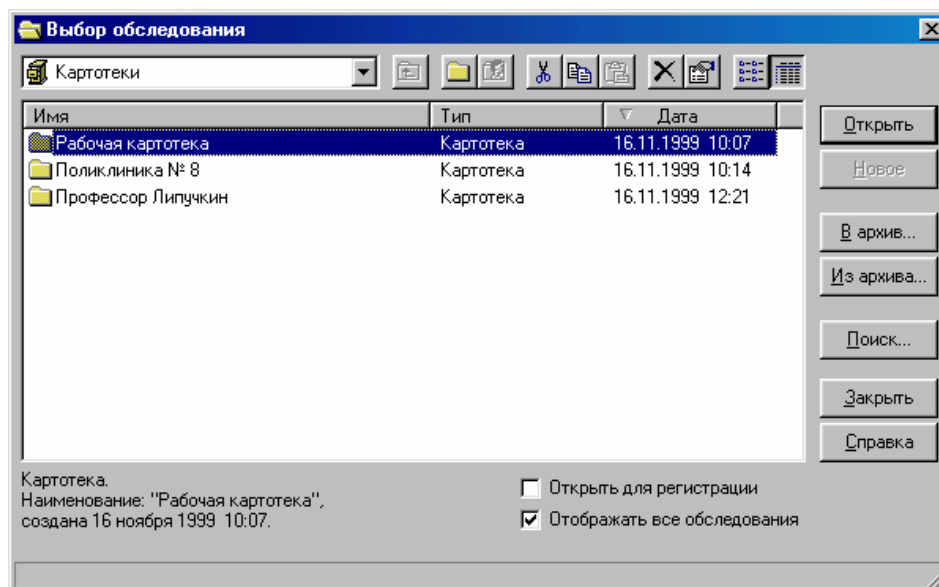 Выбор обследования
Картотеки
Имя Тип Дата
Рабочая картотека Картотека 16.11.1999 10:07
Поликлиника № 8 Картотека 16.11.1999 10:14
Профессор Липучкин Картотека 16.11.1999 12:21
Открыть
Новое
В архив...
Из архива...
Поиск...
Закрыть
Справка
Картотека.
Наименование: "Рабочая картотека",
создана 16 ноября 1999 10:07.
Открыть для регистрации
Отображать все обследования